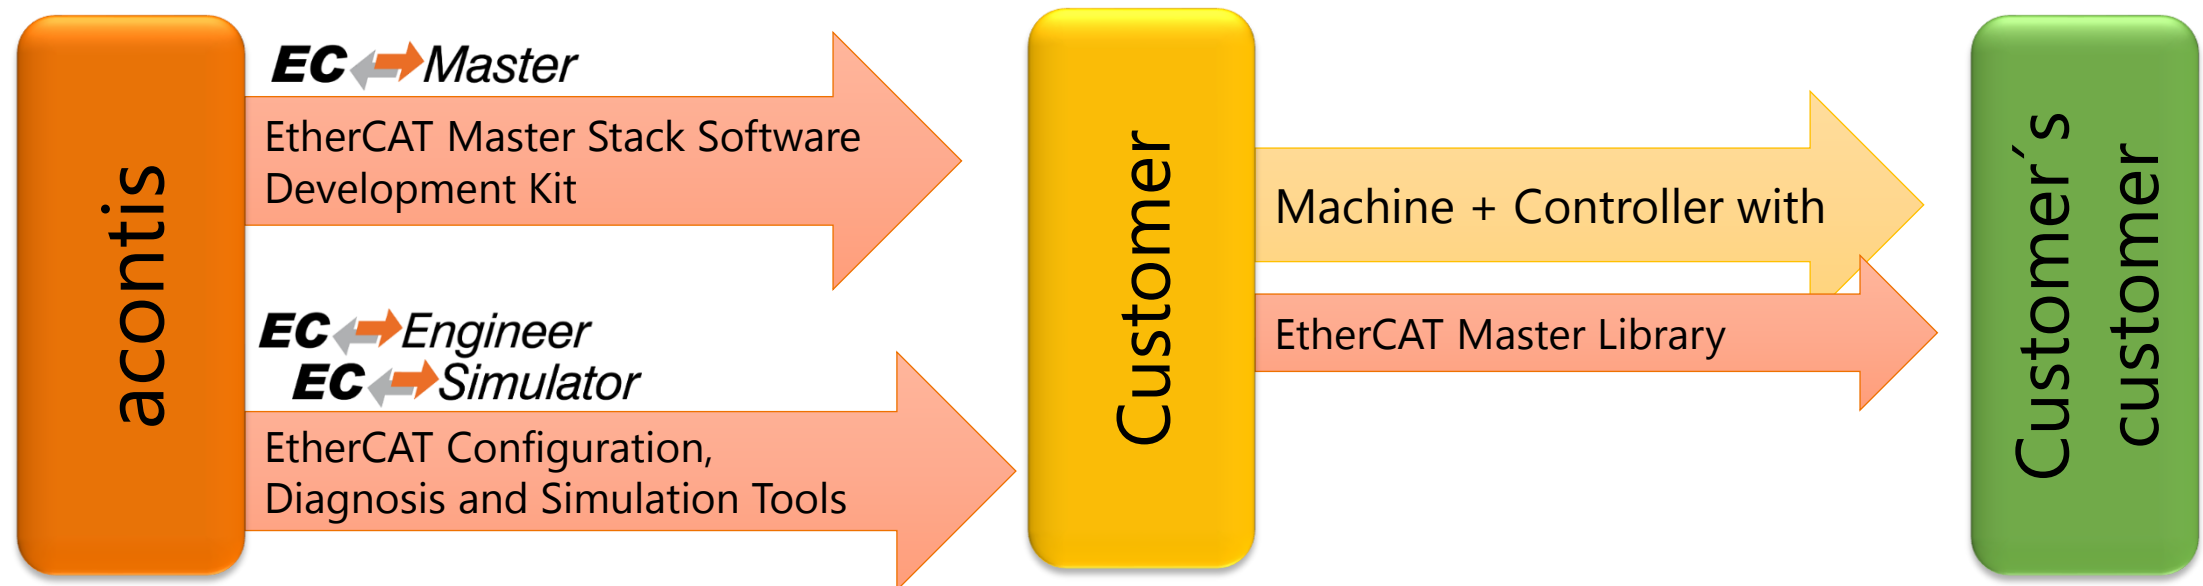 acontis
EC Master
EtherCAT Master Stack Software
Development Kit
EC Engineer
EC Simulator
EtherCAT Configuration,
Diagnosis and Simulation Tools
Customer
Machine + Controller with
EtherCAT Master Library
Customer´s
customer